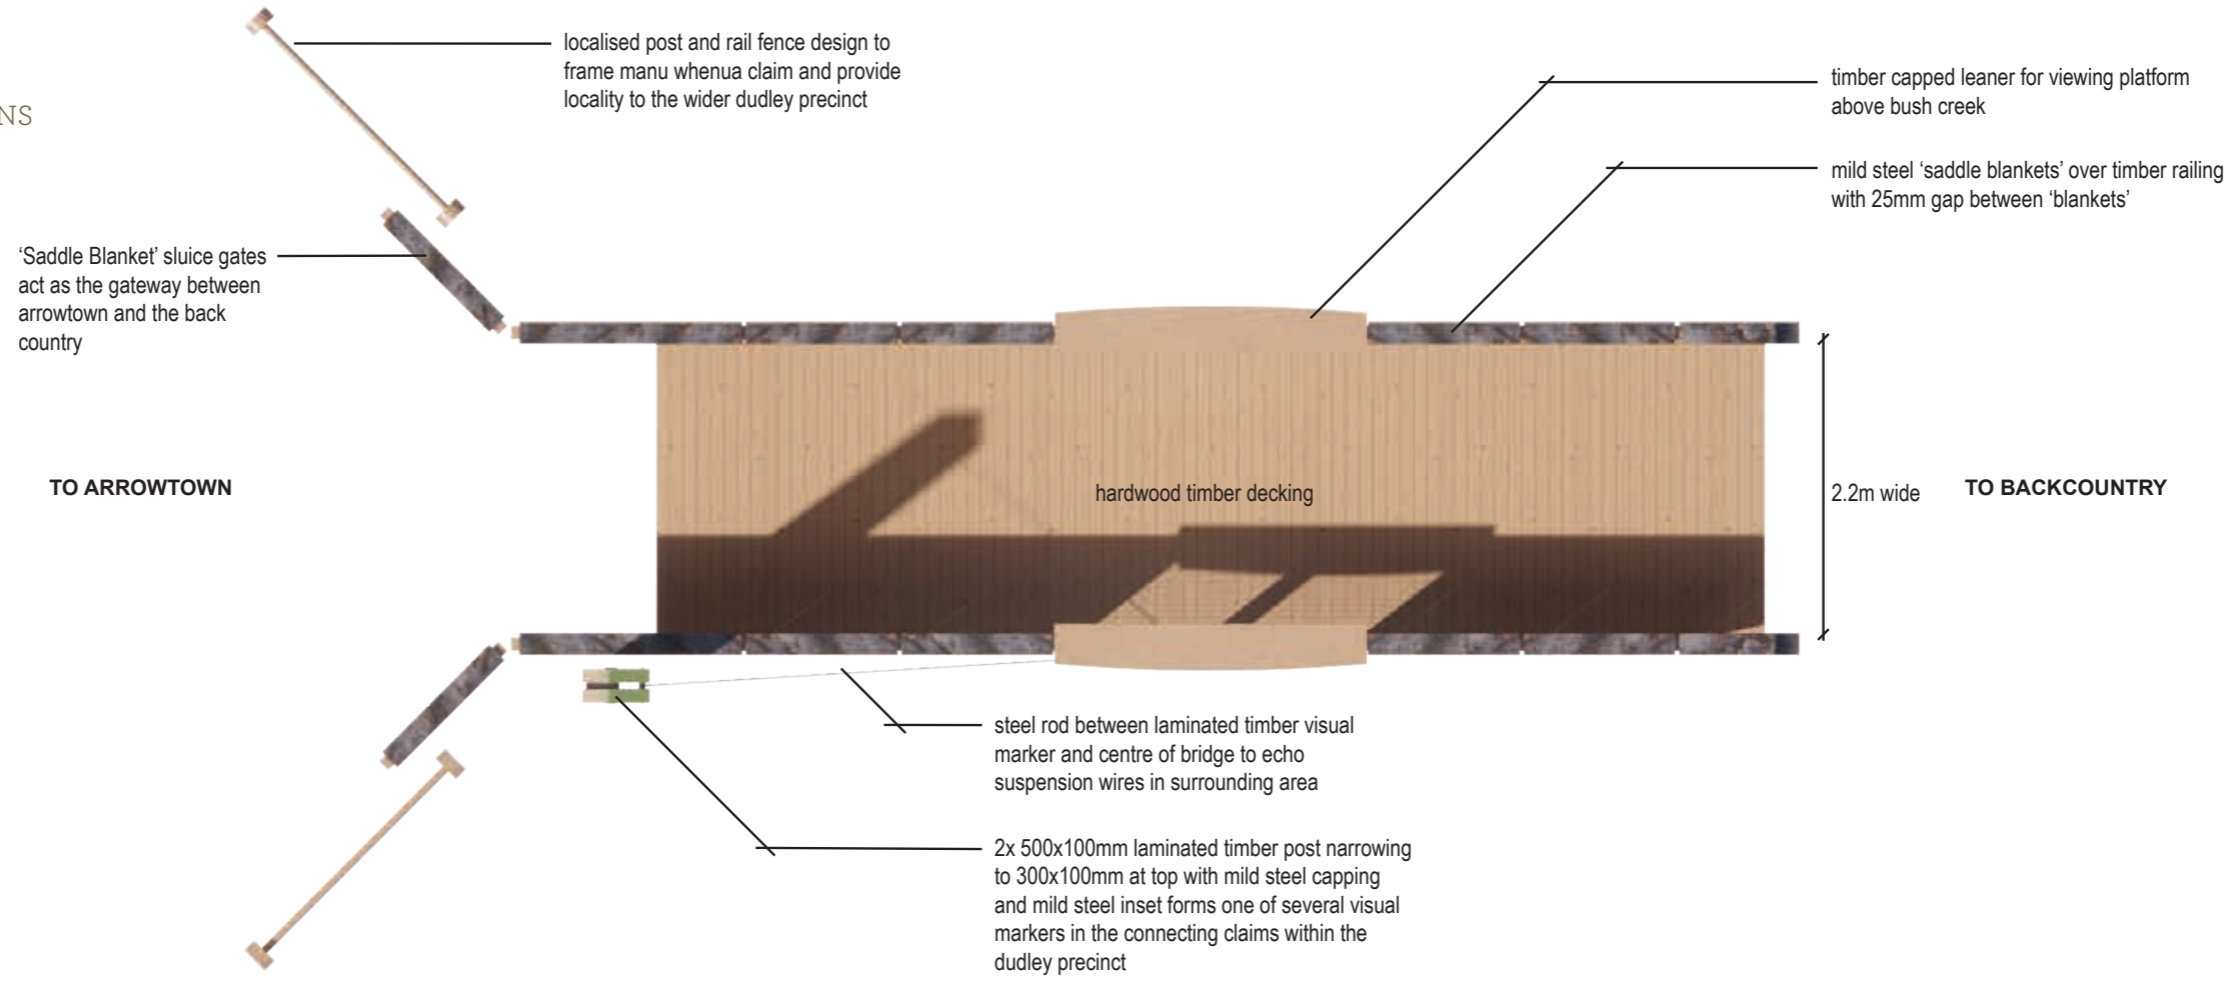 NS
localised post and rail fence design to
frame manu whenua claim and provide
locality to the wider dudley precinct
timber capped leaner for viewing platform
above bush creek
mild steel ‘saddle blankets’ over timber railing
with 25mm gap between ‘blankets’
‘Saddle Blanket’ sluice gates
act as the gateway between
arrowtown and the back
country
TO ARROWTOWN
hardwood timber decking
2.2m wide
TO BACKCOUNTRY
steel rod between laminated timber visual
marker and centre of bridge to echo
suspension wires in surrounding area
2x 500x100mm laminated timber post narrowing
to 300x100mm at top with mild steel capping
and mild steel inset forms one of several visual
markers in the connecting claims within the
dudley precinct